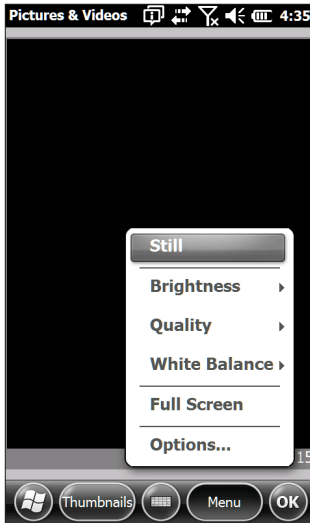 Pictures & Videos 4:35
Still
Brightness
Quality
White Balance
Full Screen
Options...
15
Thumbnails Menu OK